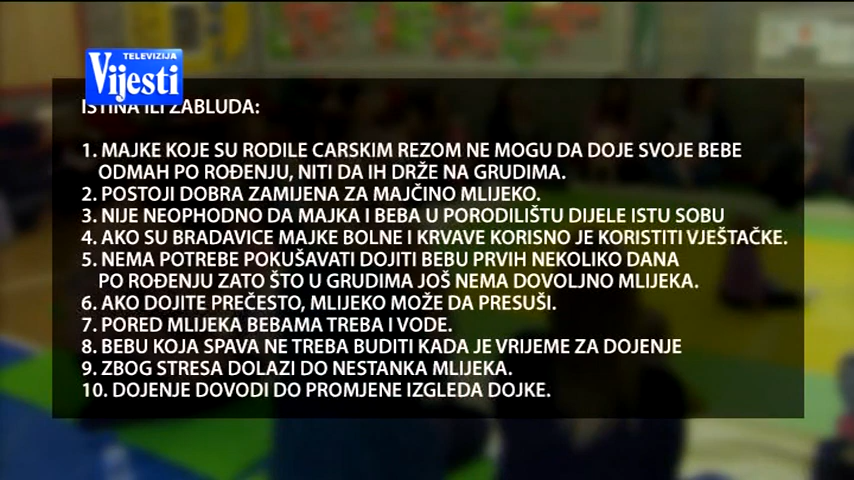 TELEVIZIJA
Vijesti
ISTINA ILI ZABLUDA:
1. MAJKE KOJE SU RODILE CARSKIM REZOM NE MOGU DA DOJE SVOJE BEBE
ODMAH PO ROĐENJU, NITI DA IH DRŽE NA GRUDIMA.
2. POSTOJI DOBRA ZAMIJENA ZA MAJČINO MLIJEKO.
3. NIJE NEOPHODNO DA MAJKA I BEBA U PORODILIŠTU DIJELE ISTU SOBU
4. AKO SU BRADAVICE MAJKE BOLNE I KRVAVE KORISNO JE KORISTITI VJEŠTAČKE.
5. NEMA POTREBE POKUŠAVATI DOJITI BEBU PRVIH NEKOLIKO DANA
PO ROĐENJU ZATO ŠTO U GRUDIMA JOŠ NEMA DOVOLJNO MLIJEKA.
6. AKO DOJITE PREČESTO, MLIJEKO MOŽE DA PRESUŠI.
7. PORED MLIJEKA BEBAMA TREBA I VODE.
8. BEBU KOJA SPAVA NE TREBA BUDITI KADA JE VRIJEME ZA DOJENJE
9. ZBOG STRESA DOLAZI DO NESTANKA MLIJEKA.
10. DOJENJE DOVODI DO PROMJENE IZGLEDA DOJKE.